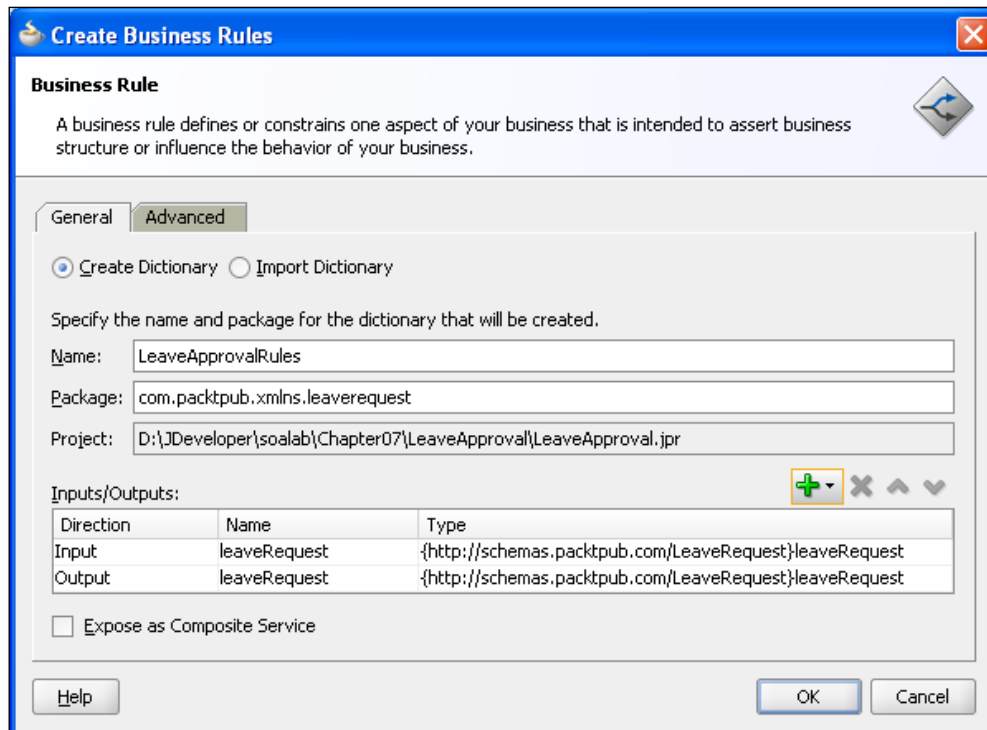 Create Business Rules
Business Rule
A business rule defines or constrains one aspect of your business that is intended to assert business
structure or influence the behavior of your business.
General Advanced
Create Dictionary Import Dictionary
Specify the name and package for the dictionary that will be created.
Name: LeaveApprovalRules
Package: com.packtpub.xmlns.leaverequest
Project: D:\JDeveloper\soalab\Chapter07\LeaveApproval\LeaveApproval.jpr
Inputs/Outputs:
Direction Name Type
Input leaveRequest {http://schemas.packtpub.com/LeaveRequest}leaveRequest
Output leaveRequest {http://schemas.packtpub.com/LeaveRequest}leaveRequest
Expose as Composite Service
Help OK Cancel